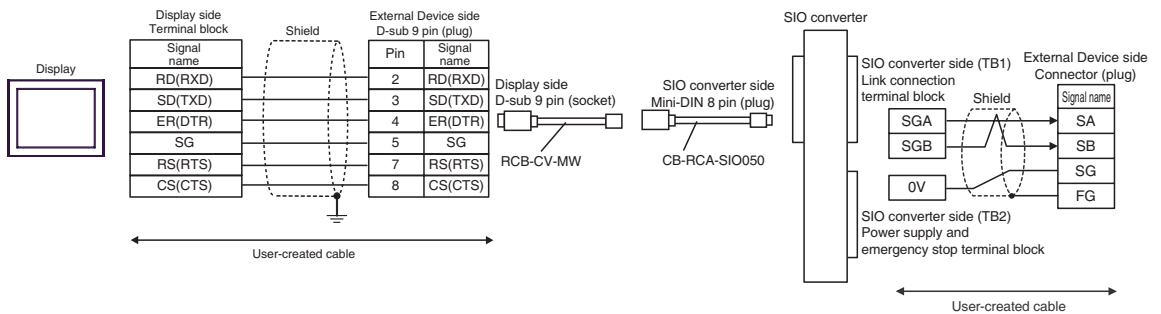 Display
Display side
Terminal block
Signal
name
RD(RXD)
SD(TXD)
ER(DTR)
SG
RS(RTS)
CS(CTS)
Shield
External Device side
D-sub 9 pin (plug)
Pin
Signal
name
2 RD(RXD)
3 SD(TXD)
4 ER(DTR)
5 SG
7 RS(RTS)
8 CS(CTS)
User-created cable
Display side
D-sub 9 pin (socket)
RCB-CV-MW
SIO converter side
Mini-DIN 8 pin (plug)
CB-RCA-SIO050
SIO converter
SIO converter side (TB1)
Link connection
terminal block
SGA
SGB
0V
Shield
External Device side
Connector (plug)
Signal name
SA
SB
SG
FG
SIO converter side (TB2)
Power supply and
emergency stop terminal block
User-created cable